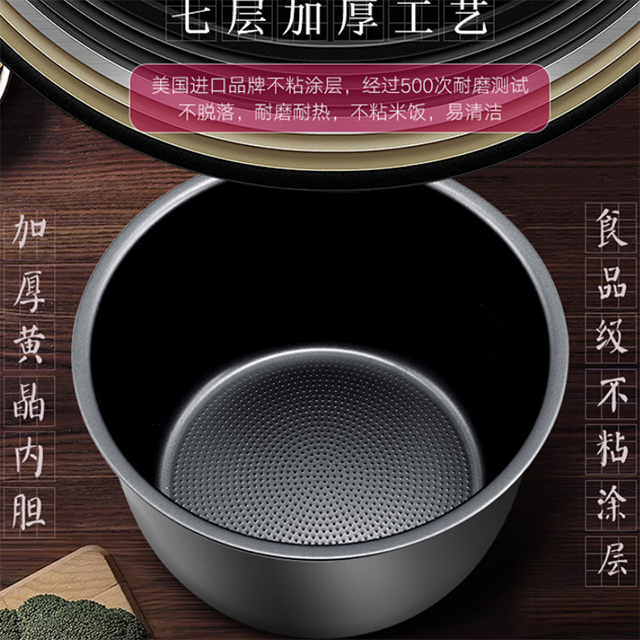 七层加厚工艺
美国进口品牌不粘涂层，经过500次耐磨测试
不脱落，耐磨耐热，不粘米饭，易清洁
加厚黄晶内胆
食品级不粘涂层